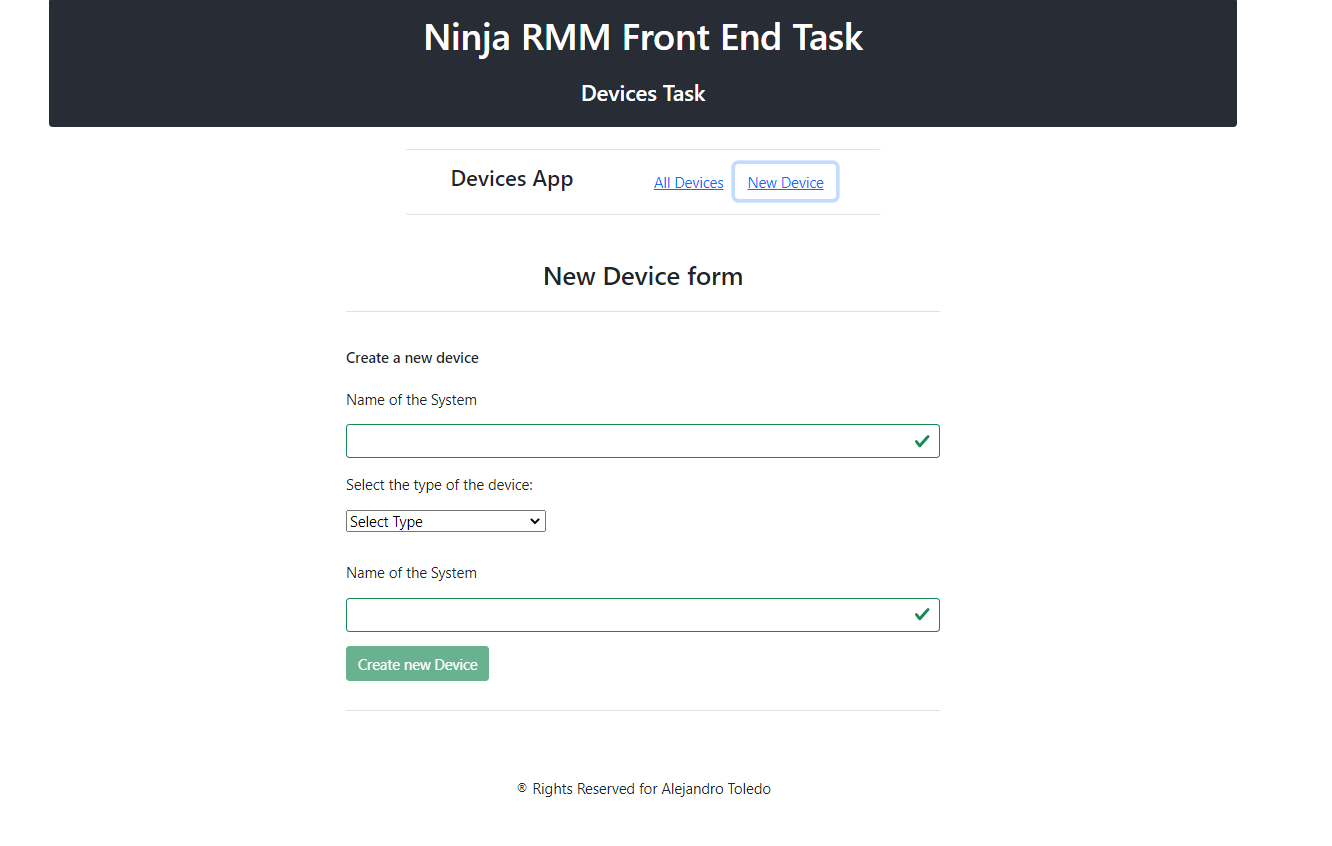 Ninja RMM Front End Task
Devices Task
Devices App All Devices New Device
New Device form
Create a new device
Name of the System
Select the type of the device:
Select Type
Name of the System
Create new Device
® Rights Reserved for Alejandro Toledo